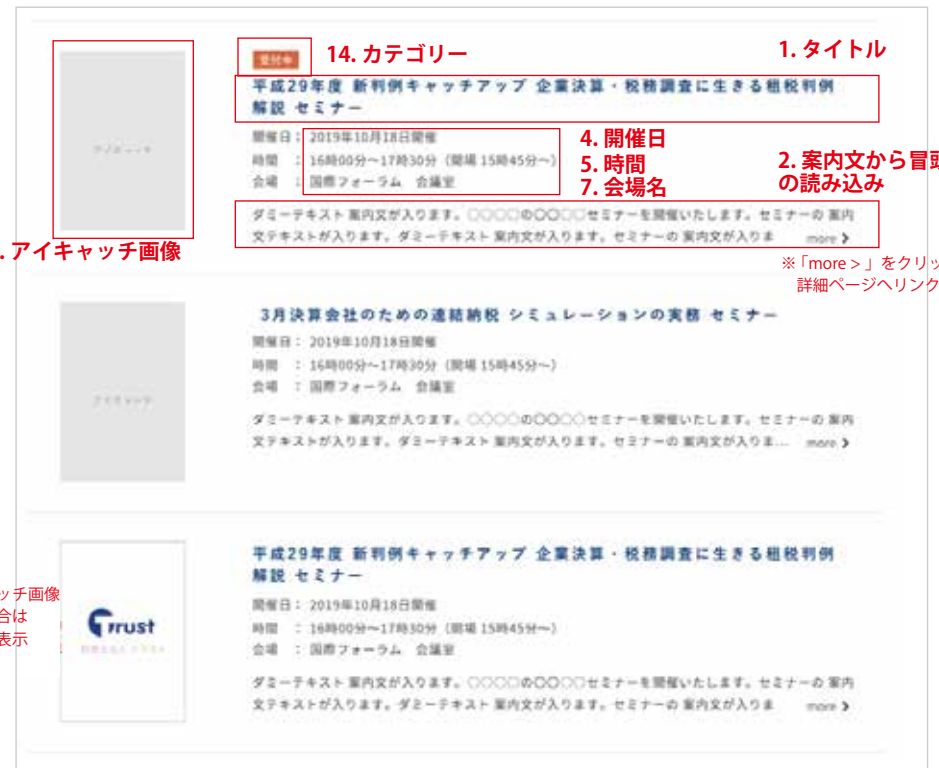 受付中
14. カテゴリー
1. タイトル
平成29年度 新判例キャッチアップ 企業決算・税務調査に生きる租税判例
解説 セミナー
開催日： 2019年10月18日開催
時間 ： 16時00分〜17時30分（開場 15時45分〜）
会場 ： 国際フォーラム 会議室
4. 開催日
5. 時間
7. 会場名
2. 案内文から冒頭
の読み込み
ダミーテキスト 案内文が入ります。〇〇〇〇の〇〇〇〇セミナーを開催いたします。セミナーの 案内
文テキストが入ります。ダミーテキスト 案内文が入ります。セミナーの 案内文が入りま more >
. アイキャッチ画像
※「more > 」をクリッ
詳細ページへリンク
3月決算会社のための連結納税 シミュレーションの実務 セミナー
開催日： 2019年10月18日開催
時間 ： 16時00分〜17時30分（開場 15時45分〜）
会場 ： 国際フォーラム 会議室
アイキャッチ
ダミーテキスト 案内文が入ります。〇〇〇〇の〇〇〇〇セミナーを開催いたします。セミナーの 案内
文テキストが入ります。ダミーテキスト 案内文が入ります。セミナーの 案内文が入りま... more >
平成29年度 新判例キャッチアップ 企業決算・税務調査に生きる租税判例
解説 セミナー
開催日： 2019年10月18日開催
時間 ： 16時00分〜17時30分（開場 15時45分〜）
会場 ： 国際フォーラム 会議室
ッチ画像
合は
表示
Trust
ダミーテキスト 案内文が入ります。〇〇〇〇の〇〇〇〇セミナーを開催いたします。セミナーの 案内
文テキストが入ります。ダミーテキスト 案内文が入ります。セミナーの 案内文が入りま more >